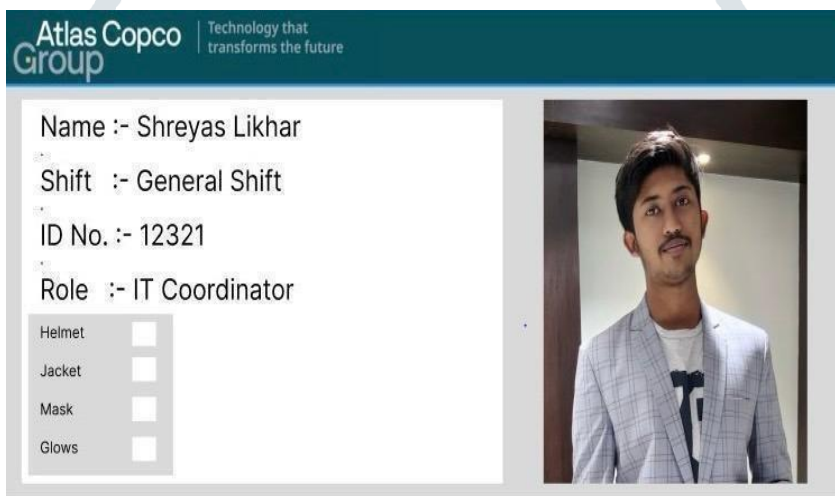 Atlas Copco
Group
Technology that
transforms the future
Name :- Shreyas Likhar
Shift :- General Shift
ID No. :- 12321
Role :- IT Coordinator
Helmet
Jacket
Mask
Glows